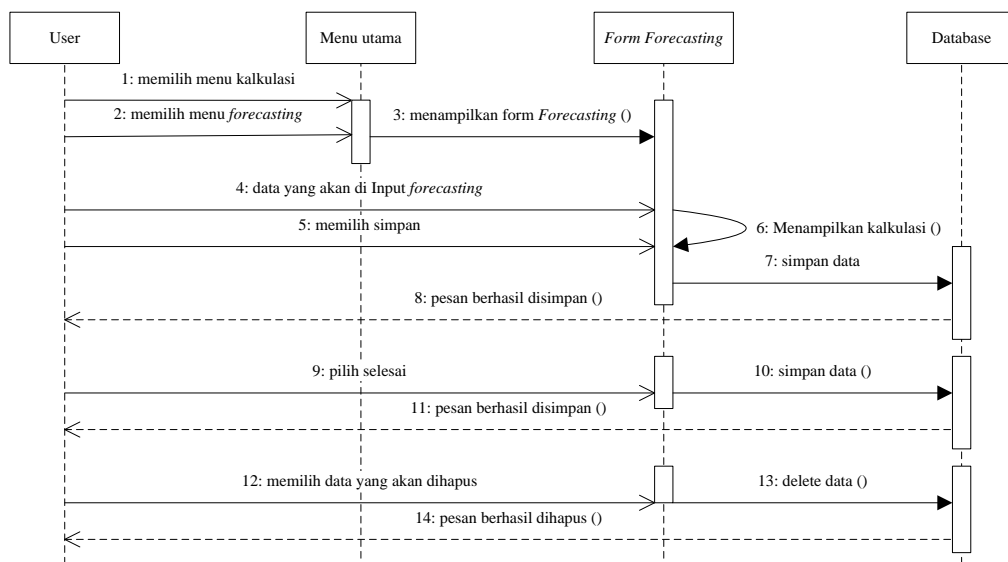 User
Menu utama
Form Forecasting
Database
1: memilih menu kalkulasi
2: memilih menu forecasting
3: menampilkan form Forecasting ()
4: data yang akan di Input forecasting
5: memilih simpan
6: Menampilkan kalkulasi ()
7: simpan data
8: pesan berhasil disimpan ()
9: pilih selesai
10: simpan data ()
11: pesan berhasil disimpan ()
12: memilih data yang akan dihapus
13: delete data ()
14: pesan berhasil dihapus ()